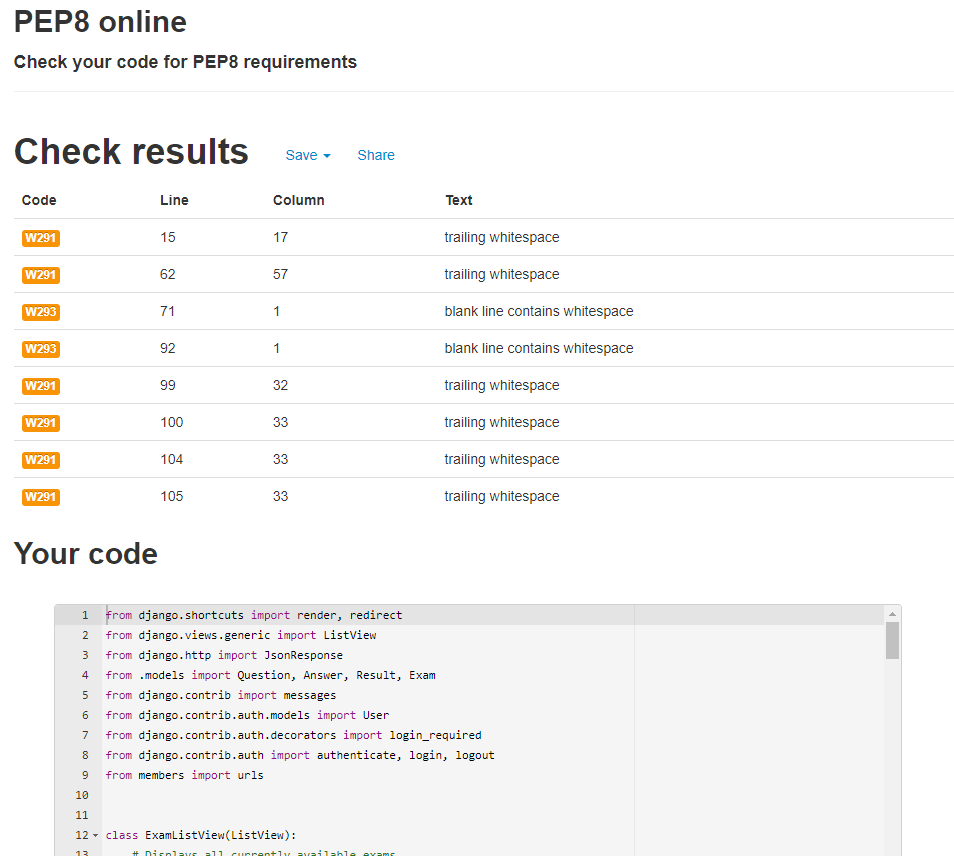 PEP8 online
Check your code for PEP8 requirements
Check results Save Share
Code Line Column Text
W291 15 17 trailing whitespace
W291 62 57 trailing whitespace
W293 71 1 blank line contains whitespace
W293 92 1 blank line contains whitespace
W291 99 32 trailing whitespace
W291 100 33 trailing whitespace
W291 104 33 trailing whitespace
W291 105 33 trailing whitespace
Your code
1 from django.shortcuts import render, redirect
2 from django.views.generic import ListView
3 from django.http import JsonResponse
4 from .models import Question, Answer, Result, Exam
5 from django.contrib import messages
6 from django.contrib.auth.models import User
7 from django.contrib.auth.decorators import login_required
8 from django.contrib.auth import authenticate, login, logout
9 from members import urls
10
11
12 class ExamListView(ListView):
13 # Displays all currently available exams